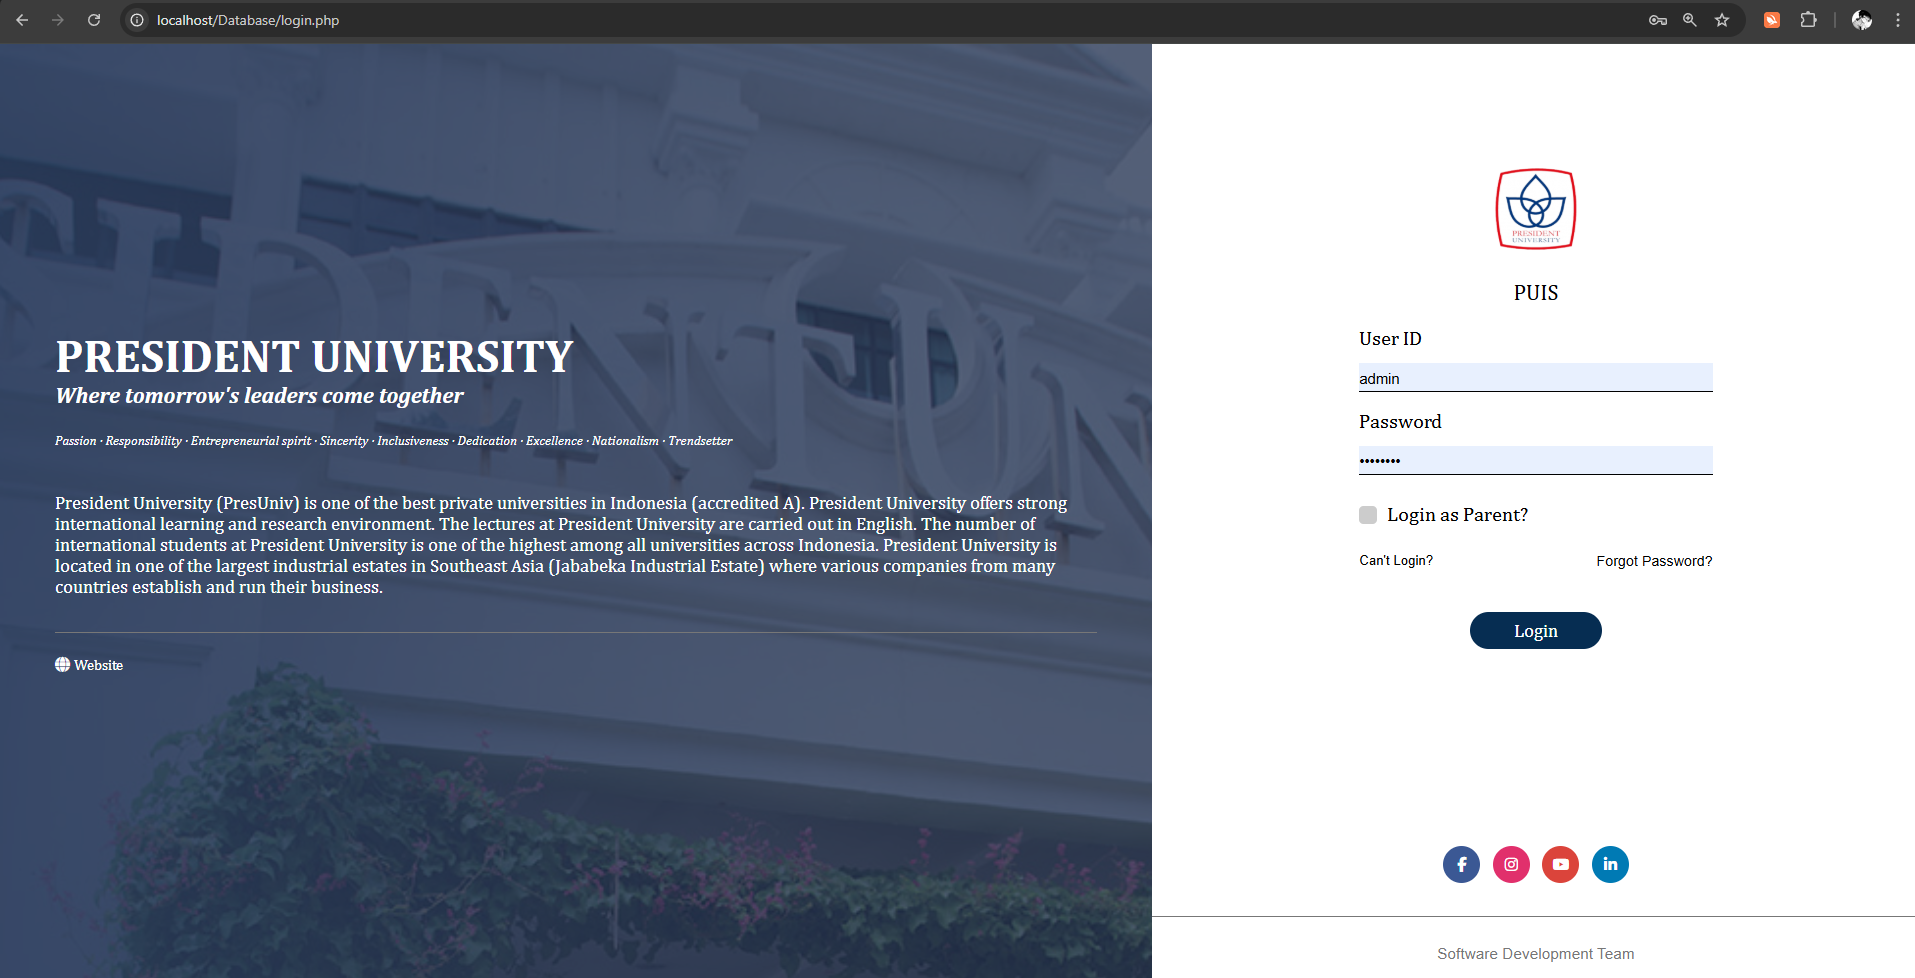 localhost/Database/login.php
PRESIDENT UNIVERSITY
Where tomorrow's leaders come together
Passion · Responsibility · Entrepreneurial spirit · Sincerity · Inclusiveness · Dedication · Excellence · Nationalism · Trendsetter
President University (PresUniv) is one of the best private universities in Indonesia (accredited A). President University offers strong
international learning and research environment. The lectures at President University are carried out in English. The number of
international students at President University is one of the highest among all universities across Indonesia. President University is
located in one of the largest industrial estates in Southeast Asia (Jababeka Industrial Estate) where various companies from many
countries establish and run their business.
Website
PRESIDENT
UNIVERSITY
PUIS
User ID
admin
Password
••••••••
Login as Parent?
Can't Login?
Forgot Password?
Login
Software Development Team